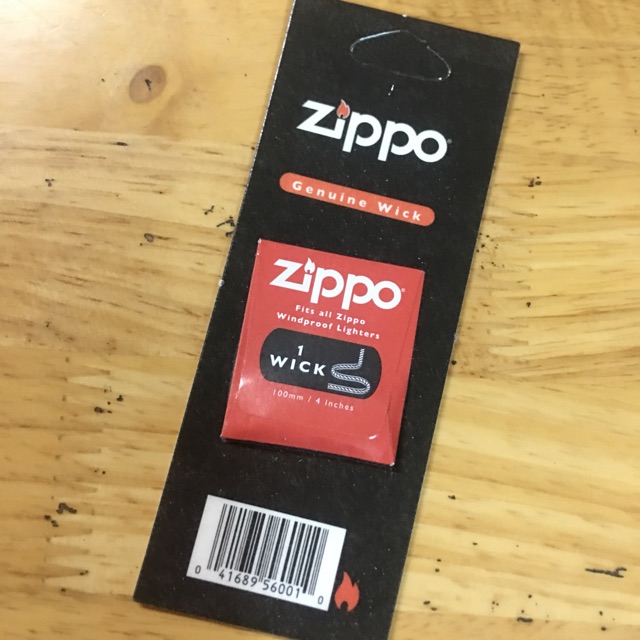 Zippo
Genuine Wick
Zippo
Fits all Zippo
Windproof Lighters
1
WICK
100mm / 4 inches
0 41689 56001 0